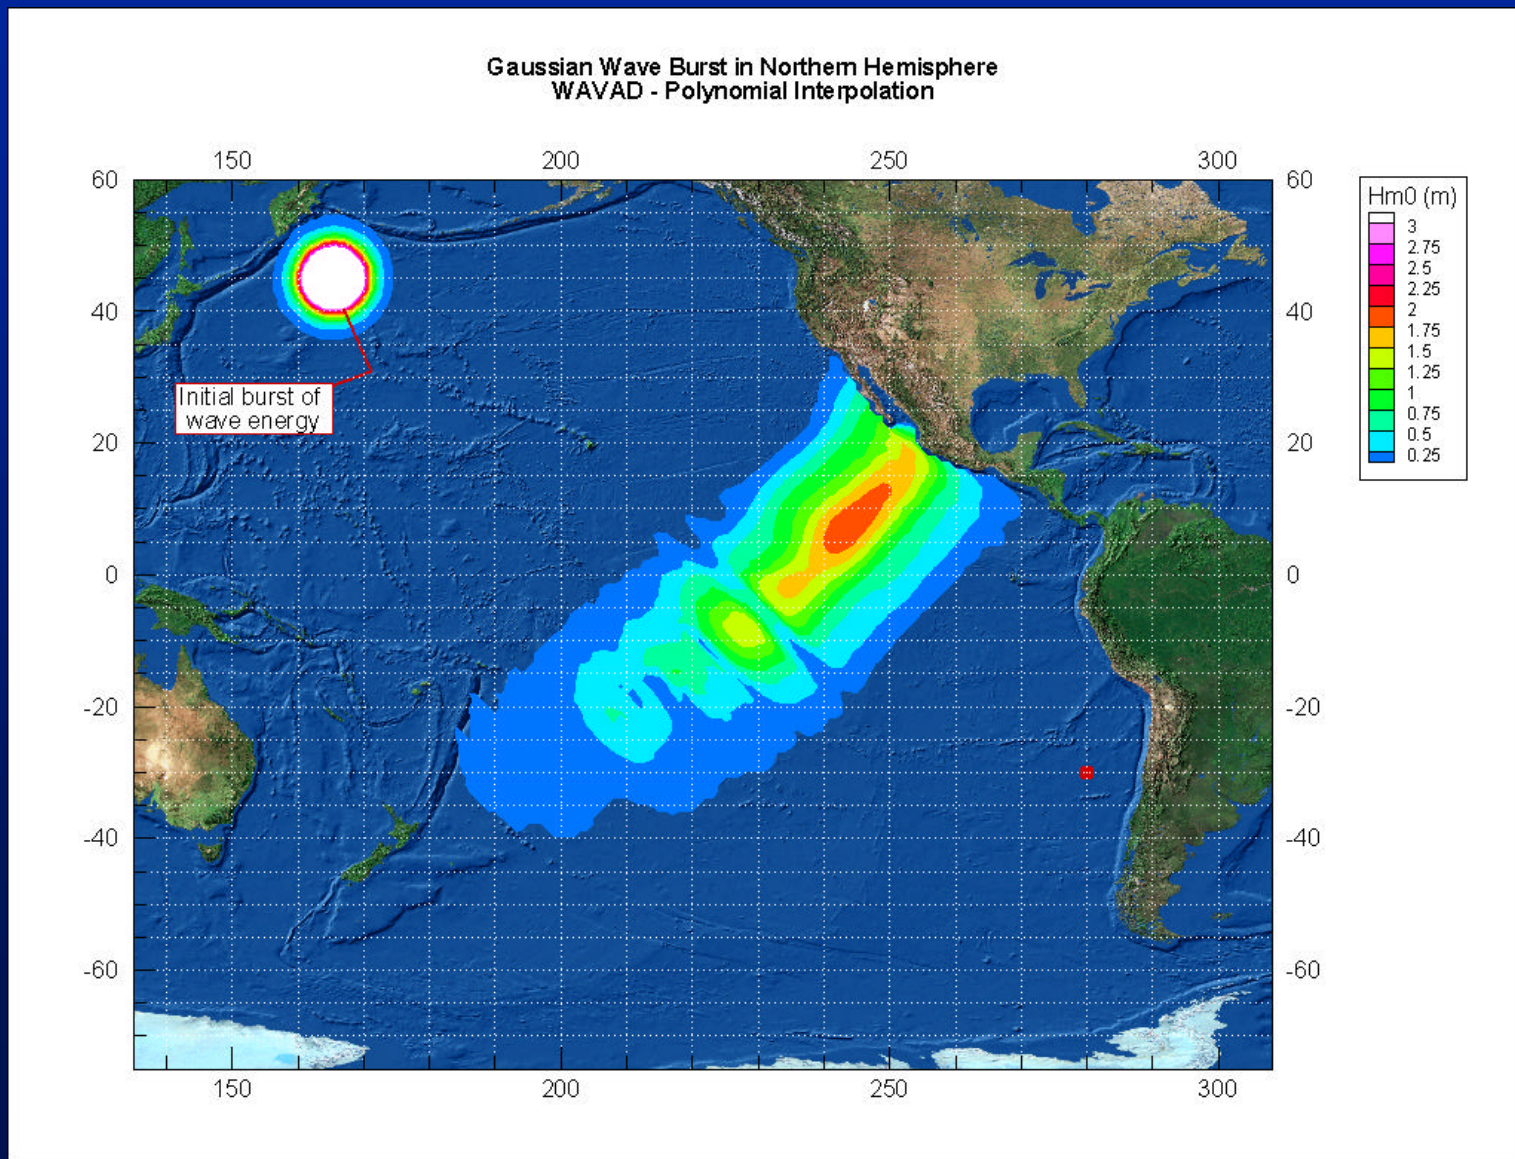 Gaussian Wave Burst in Northern Hemisphere
WAVAD - Polynomial Interpolation
150 200 250 300
60 60
40 40
20 20
0 0
-20 -20
-40 -40
-60 -60
150 200 250 300
Initial burst of
wave energy
Hm0 (m)
3
2.75
2.5
2.25
2
1.75
1.5
1.25
1
0.75
0.5
0.25